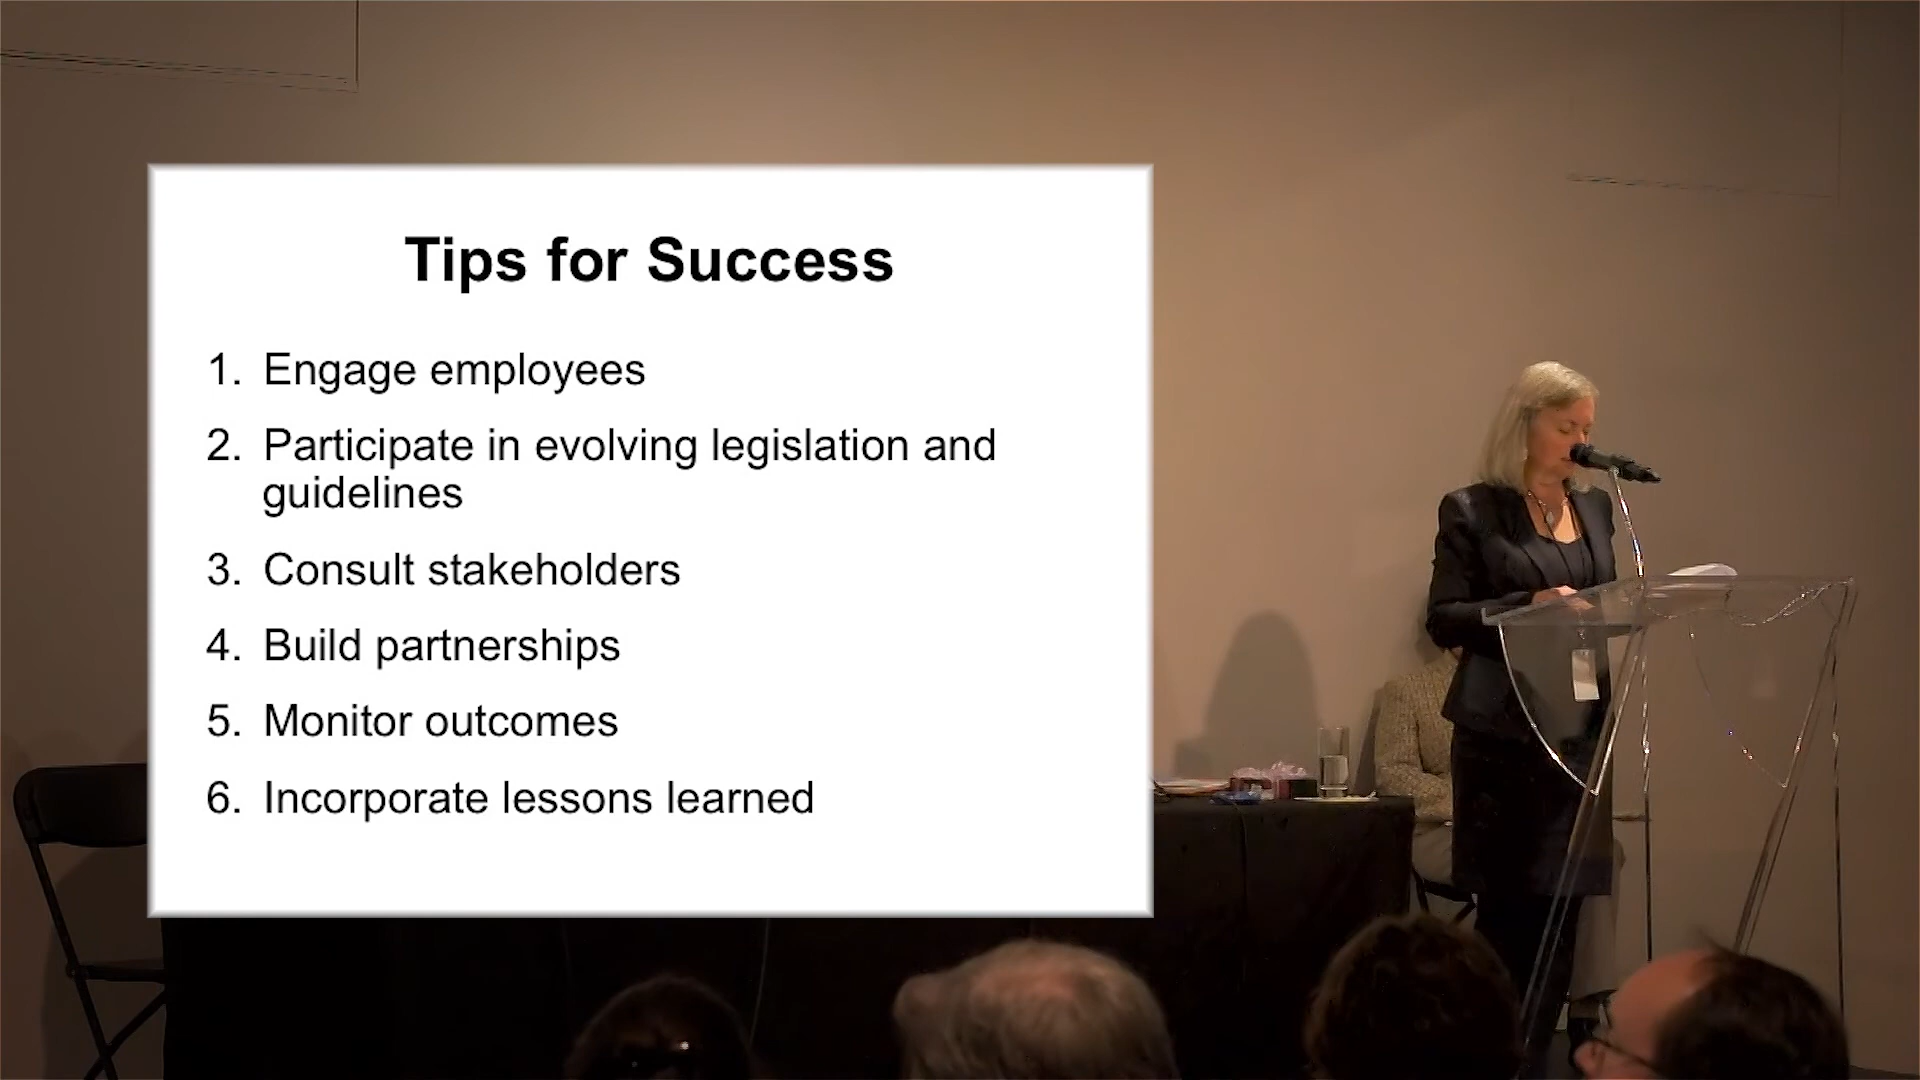 Tips for Success
1. Engage employees
2. Participate in evolving legislation and
guidelines
3. Consult stakeholders
4. Build partnerships
5. Monitor outcomes
6. Incorporate lessons learned